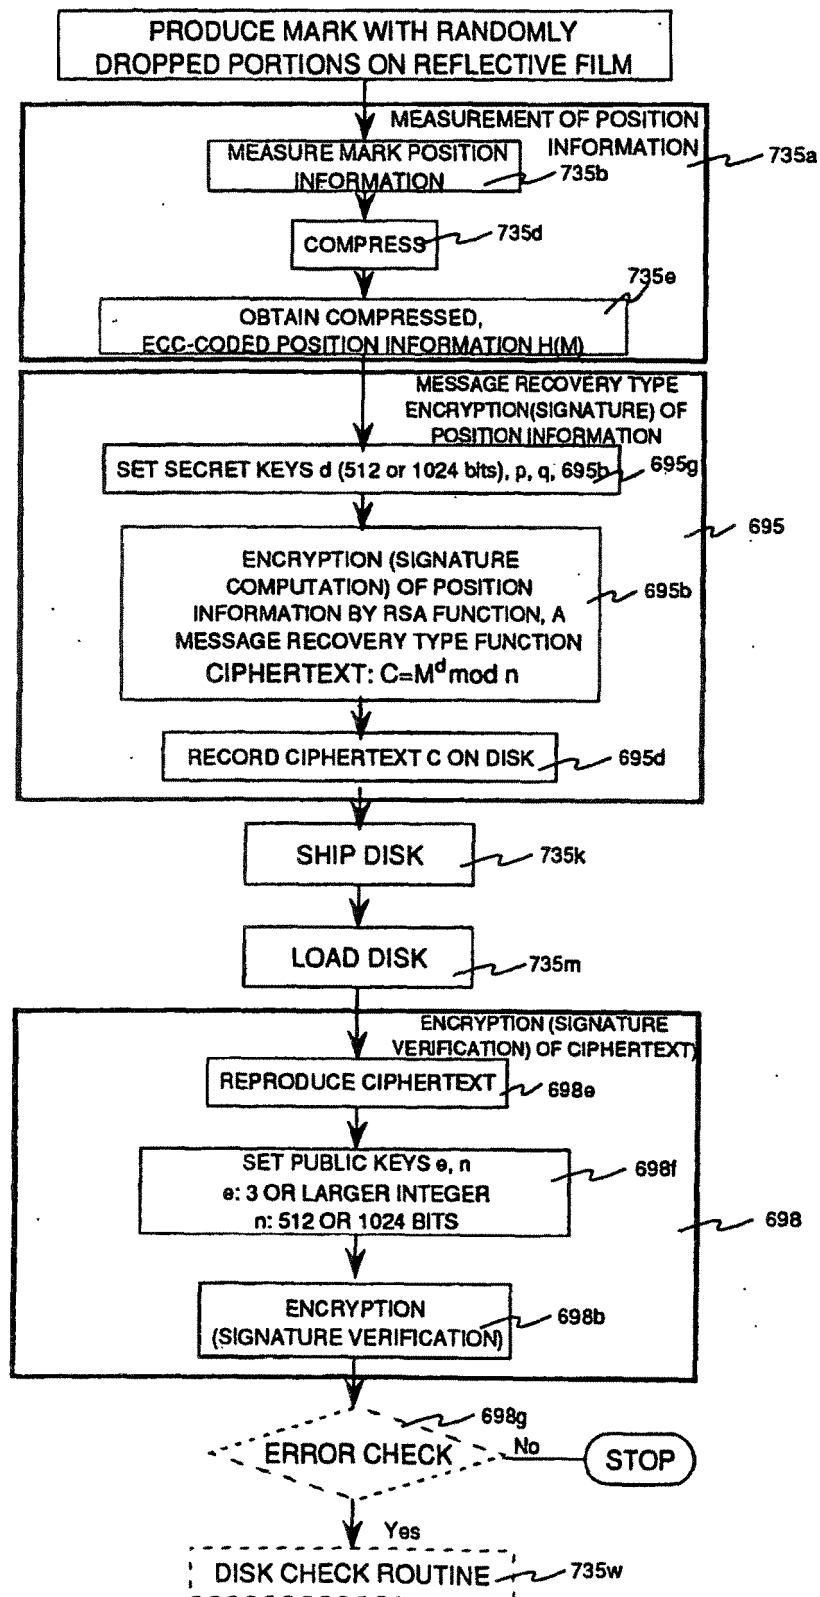 PRODUCE MARK WITH RANDOMLY
DROPPED PORTIONS ON REFLECTIVE FILM
MEASUREMENT OF POSITION
INFORMATION
735a
MEASURE MARK POSITION
INFORMATION
735b
COMPRESS
735d
735e
OBTAIN COMPRESSED,
ECC-CODED POSITION INFORMATION H(M)
MESSAGE RECOVERY TYPE
ENCRYPTION(SIGNATURE) OF
POSITION INFORMATION
SET SECRET KEYS d (512 or 1024 bits), p, q, 695b
695g
695
ENCRYPTION (SIGNATURE
COMPUTATION) OF POSITION
INFORMATION BY RSA FUNCTION, A
MESSAGE RECOVERY TYPE FUNCTION
CIPHERTEXT: C=M^d mod n
695b
RECORD CIPHERTEXT C ON DISK
695d
SHIP DISK
735k
LOAD DISK
735m
ENCRYPTION (SIGNATURE
VERIFICATION) OF CIPHERTEXT)
REPRODUCE CIPHERTEXT
698e
SET PUBLIC KEYS e, n
e: 3 OR LARGER INTEGER
n: 512 OR 1024 BITS
698f
698
ENCRYPTION
(SIGNATURE VERIFICATION)
698b
698g
ERROR CHECK
No
STOP
Yes
DISK CHECK ROUTINE
735w